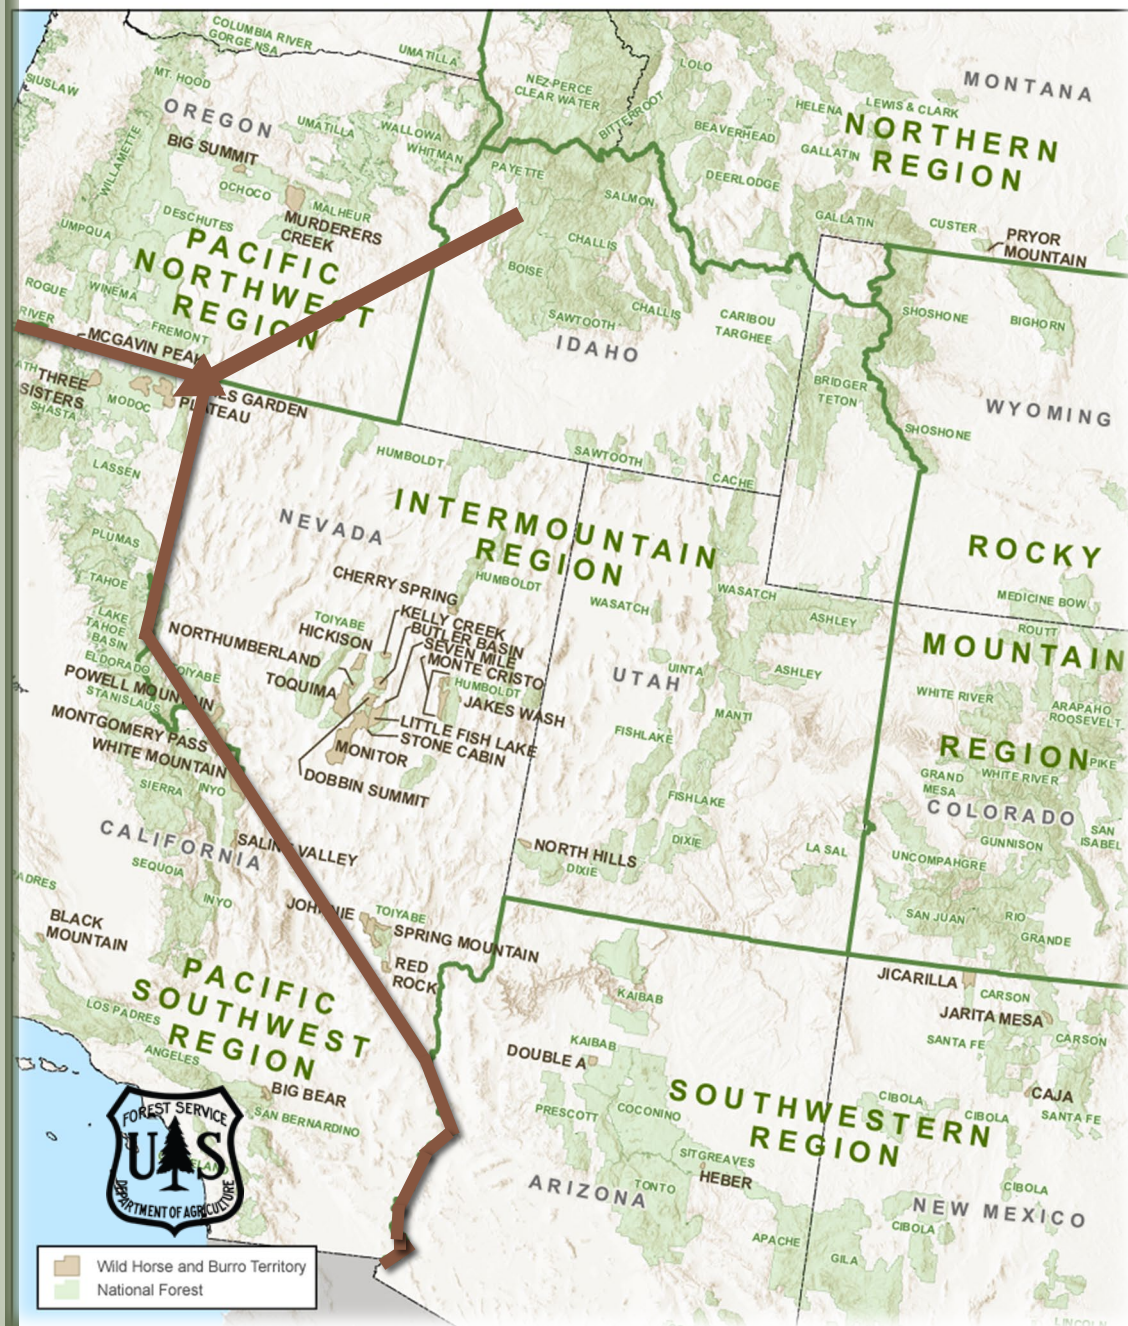 COLUMBIA RIVER
GORGE NSA
UMATILLA
SIUSLAW
MT. HOOD
NEZ-PERCE
CLEAR WATER
LOLO
MONTANA
OREGON
UMATILLA
WALLOWA
WHITMAN
BITTERROOT
HELENA
LEWIS & CLARK
BEAVERHEAD
NORTHERN
REGION
GALLATIN
BIG SUMMIT
WILLAMETTE
OCHOCO
MALHEUR
PAYETTE
SALMON
DEERLODGE
DESCHUTES
MURDERERS
CREEK
UMPQUA
GALLATIN
CUSTER
PRYOR
MOUNTAIN
PACIFIC
NORTHWEST
REGION
CHALLIS
BOISE
ROGUE
RIVER
WINEMA
FREMONT
SAWTOOTH
CHALLIS
CARIBOU
TARGHEE
SHOSHONE
BIGHORN
IDAHO
MCGAVIN PEAK
THREE
SISTERS
SHASTA
MODOC
GARDEN
PLATEAU
BRIDGER
TETON
WYOMING
SHOSHONE
LASSEN
HUMBOLDT
SAWTOOTH
CACHE
NEVADA
INTERMOUNTAIN
REGION
PLUMAS
TAHOE
LAKE
TAHOE
BASIN
ELDORADO
TOIYABE
STANISLAUS
CHERRY SPRING
HUMBOLDT
WASATCH
WASATCH
ASHLEY
ROCKY
MEDICINE BOW
ROUTT
MOUNTAIN
TOIYABE
HICKISON
KELLY CREEK
BUTLER BASIN
SEVEN MILE
MONTE CRISTO
HUMBOLDT
JAKES WASH
NORTHUMBERLAND
TOQUIMA
LITTLE FISH LAKE
STONE CABIN
MONITOR
DOBBIN SUMMIT
UTAH
UINTA
ASHLEY
MANTI
FISHLAKE
WHITE RIVER
ARAPAHO
ROOSEVELT
REGION
PIKE
POWELL MOUNTAIN
MONTGOMERY PASS
WHITE MOUNTAIN
SIERRA
INYO
FISHLAKE
DIXIE
LA SAL
GRAND
MESA
WHITE RIVER
COLORADO
GUNNISON
SAN
ISABEL
CALIFORNIA
SALINE VALLEY
SEQUOIA
INYO
NORTH HILLS
DIXIE
UNCOMPAHGRE
SAN JUAN
RIO
GRANDE
BLACK
MOUNTAIN
JOHNNIE
TOIYABE
SPRING MOUNTAIN
RED
ROCK
PACIFIC
SOUTHWEST
REGION
LOS PADRES
ANGELES
BIG BEAR
SAN BERNARDINO
KAIBAB
KAIBAB
DOUBLE A
JICARILLA
CARSON
JARITA MESA
SANTA FE
CARSON
PRESCOTT
COCONINO
SOUTHWESTERN
REGION
CIBOLA
CIBOLA
CAJA
SANTA FE
SITGREAVES
HEBER
TONTO
ARIZONA
CIBOLA
NEW MEXICO
CIBOLA
APACHE
GILA
LINCOLN
FOREST SERVICE
US
DEPARTMENT OF AGRICULTURE
Wild Horse and Burro Territory
National Forest